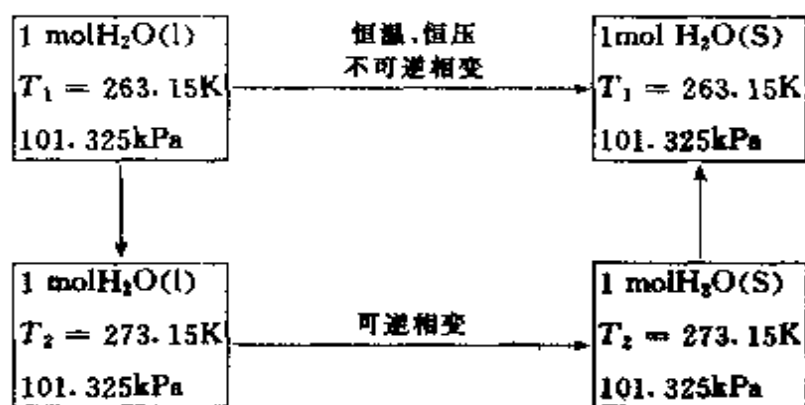 1 molH₂O(l)
T₁ = 263.15K
101.325kPa
恒温、恒压
不可逆相变
1mol H₂O(S)
T₁ = 263.15K
101.325kPa
1 molH₂O(l)
T₂ = 273.15K
101.325kPa
可逆相变
1 molH₂O(S)
T₂ = 273.15K
101.325kPa